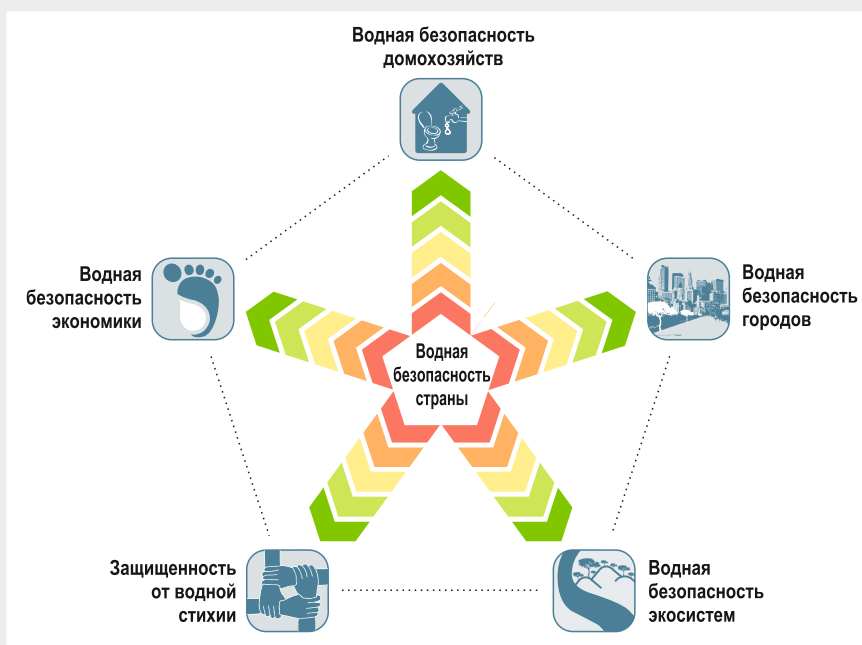 Водная безопасность
домохозяйств
Водная
безопасность
экономики
Водная
безопасность
городов
Водная
безопасность
страны
Защищенность
от водной
стихии
Водная
безопасность
экосистем